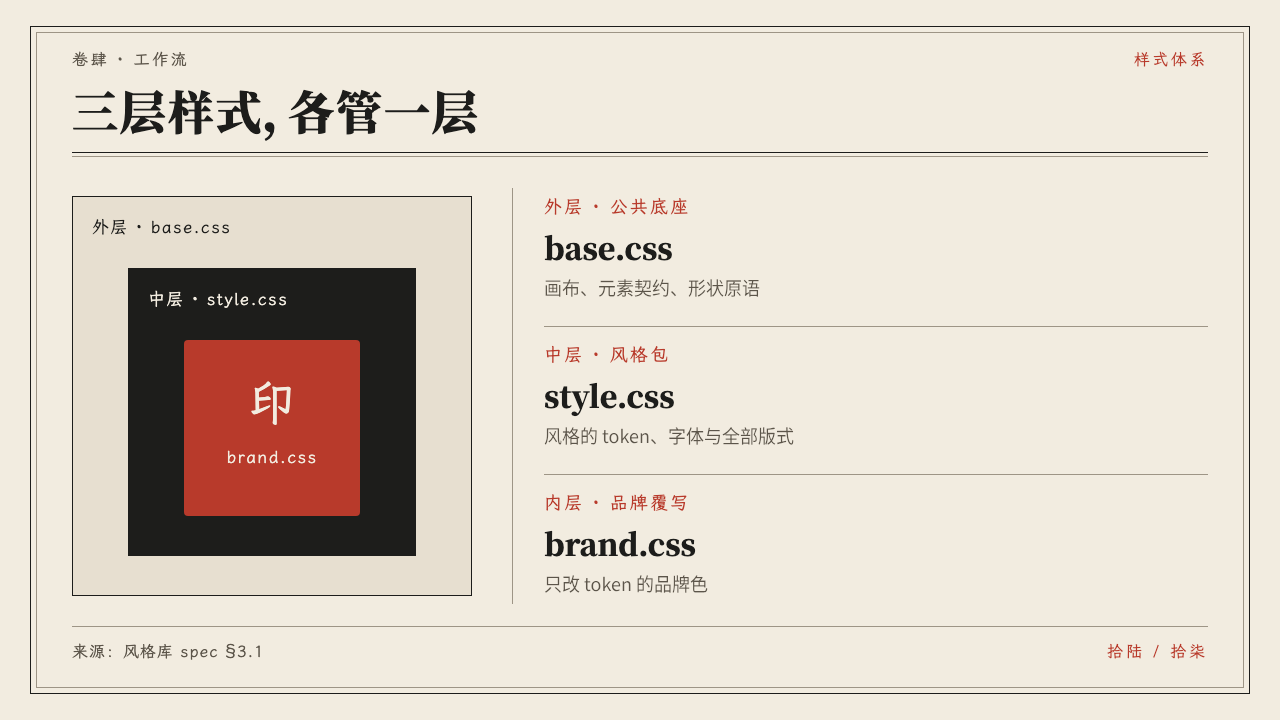 卷肆 · 工作流
样式体系
三层样式, 各管一层
外层 · base.css
中层 · style.css
印
brand.css
外层 · 公共底座
base.css
画布、元素契约、形状原语
中层 · 风格包
style.css
风格的 token、字体与全部版式
内层 · 品牌覆写
brand.css
只改 token 的品牌色
来源: 风格库 spec §3.1
拾陆 / 拾柒